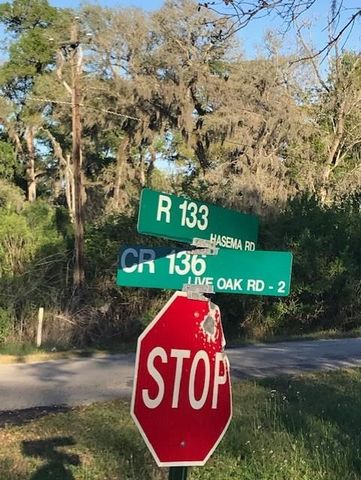 R 133
HASEMA RD
CR 136
LIVE OAK RD - 2
STOP